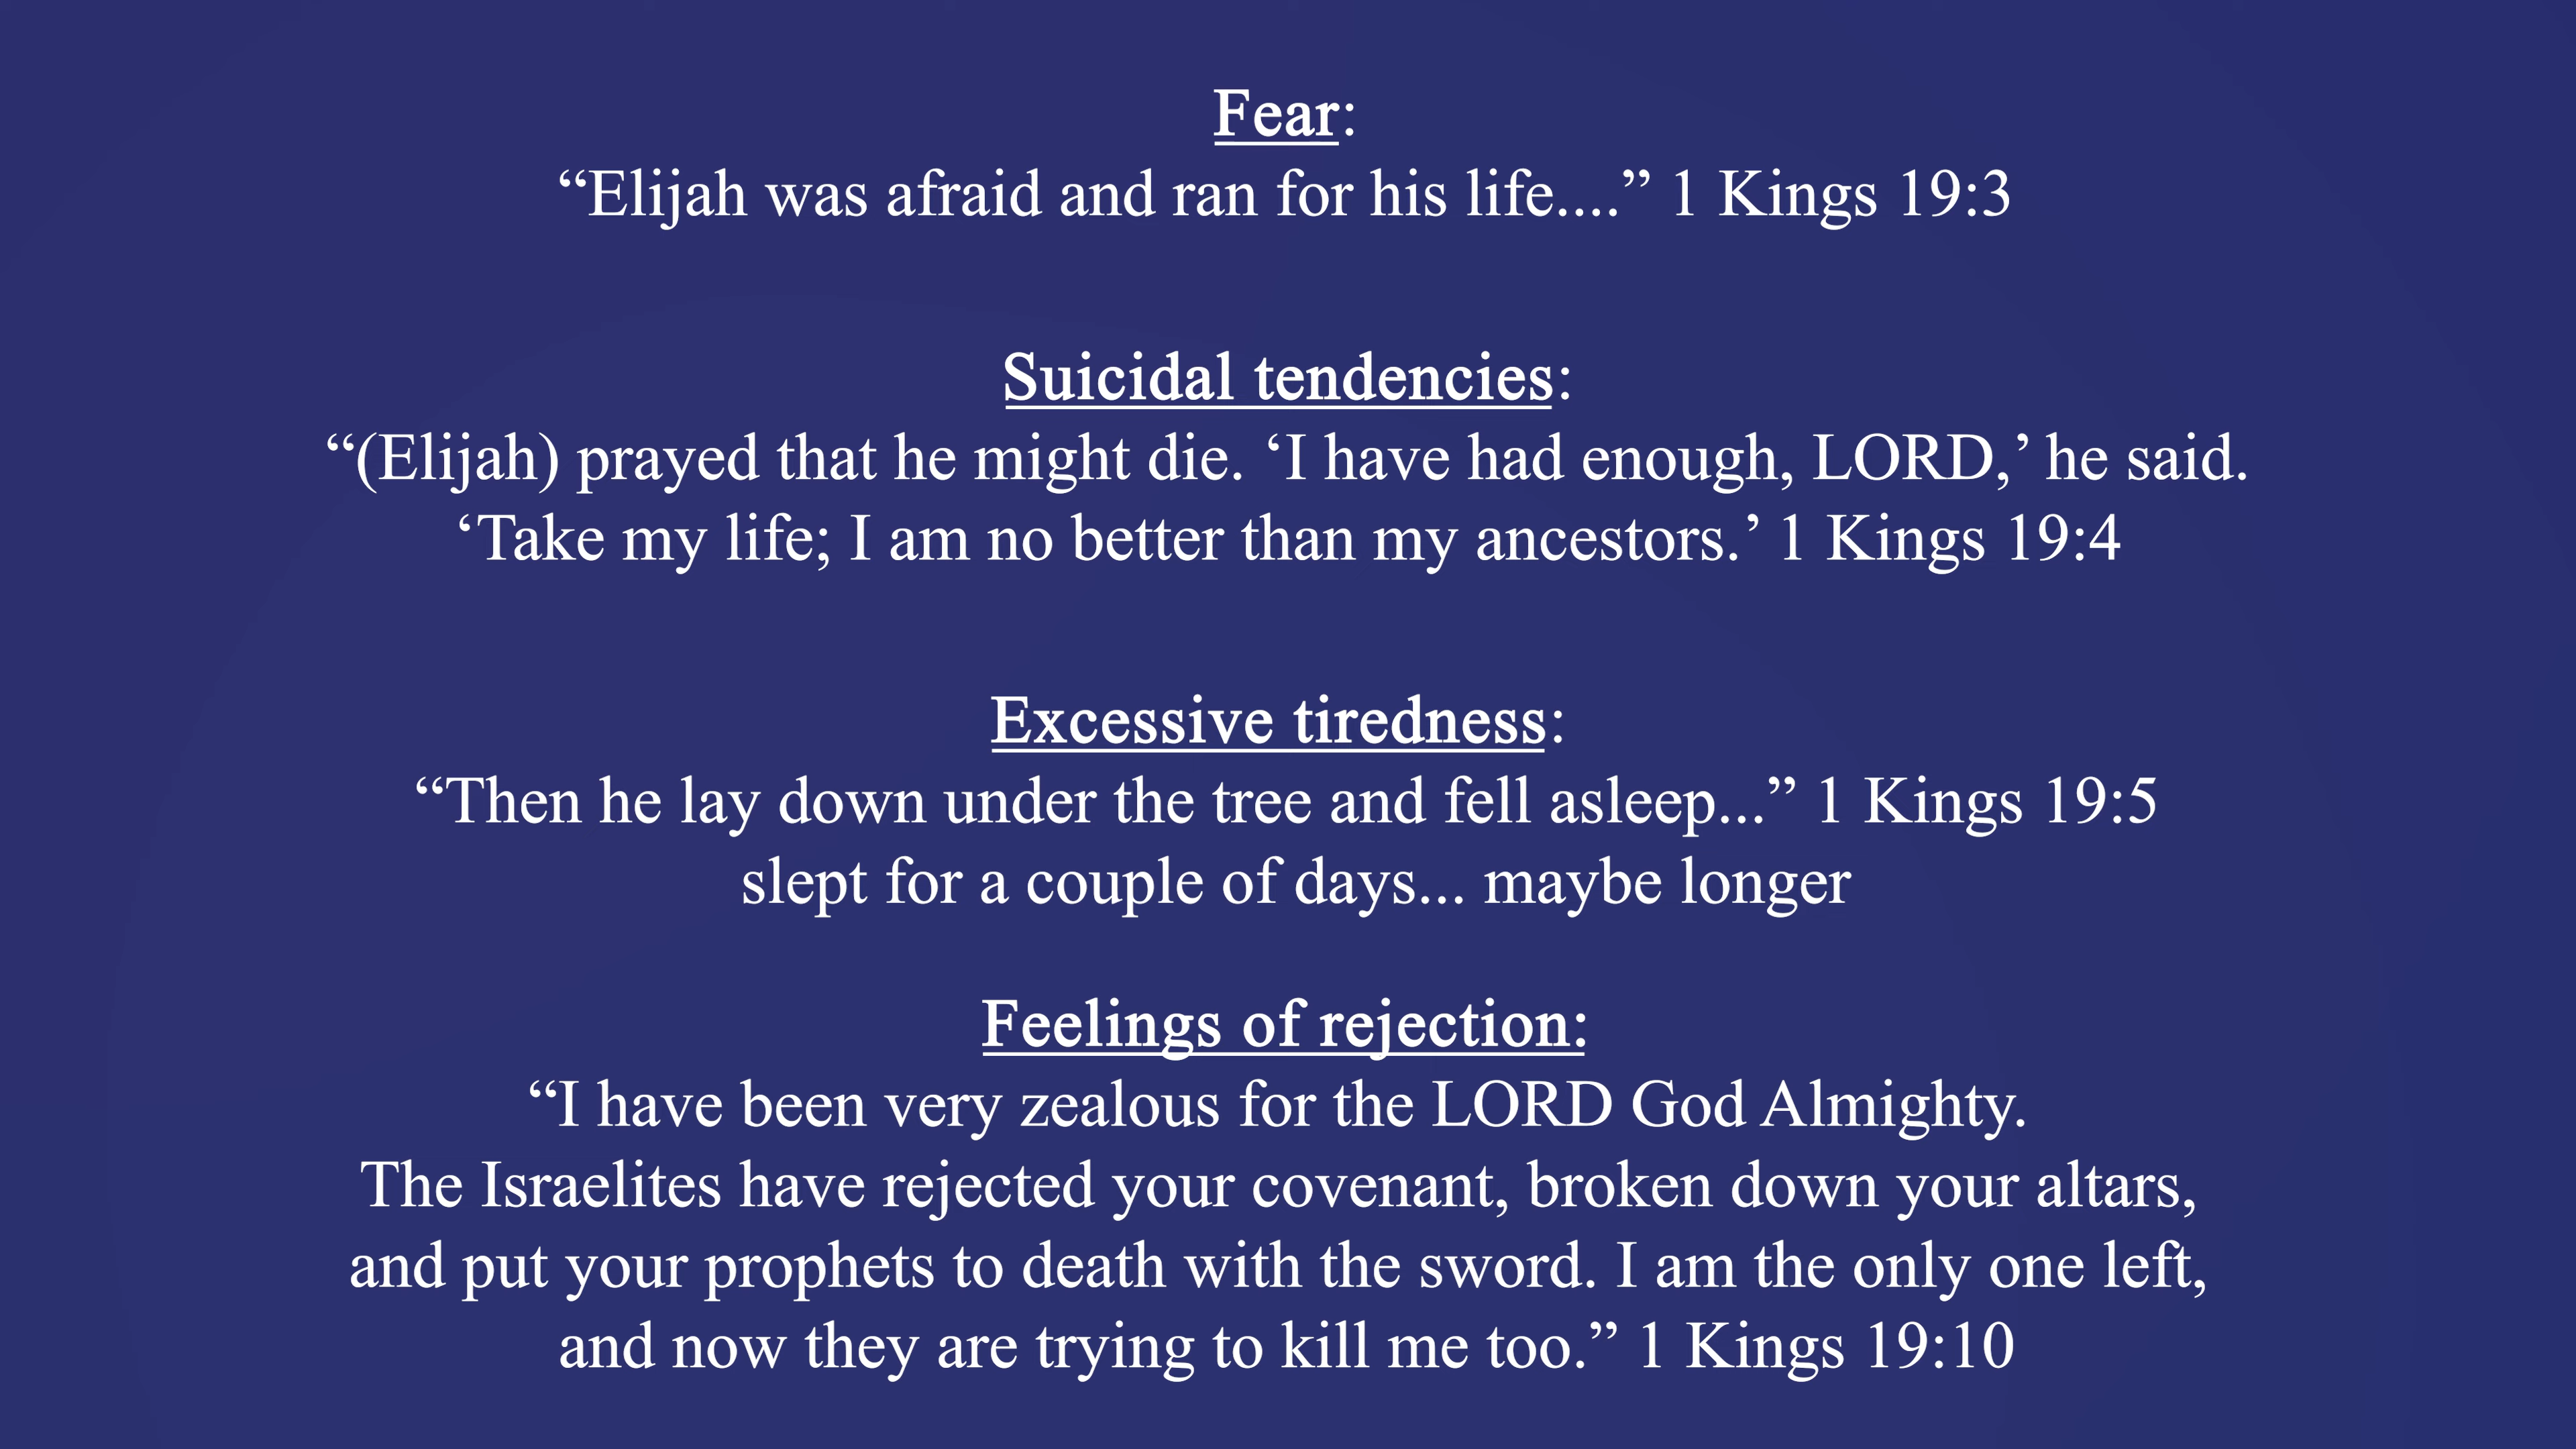 Fear:
“Elijah was afraid and ran for his life....” 1 Kings 19:3
Suicidal tendencies:
“(Elijah) prayed that he might die. ‘I have had enough, LORD,’ he said.
‘Take my life; I am no better than my ancestors.’ 1 Kings 19:4
Excessive tiredness:
“Then he lay down under the tree and fell asleep...” 1 Kings 19:5
slept for a couple of days... maybe longer
Feelings of rejection:
“I have been very zealous for the LORD God Almighty.
The Israelites have rejected your covenant, broken down your altars,
and put your prophets to death with the sword. I am the only one left,
and now they are trying to kill me too.” 1 Kings 19:10